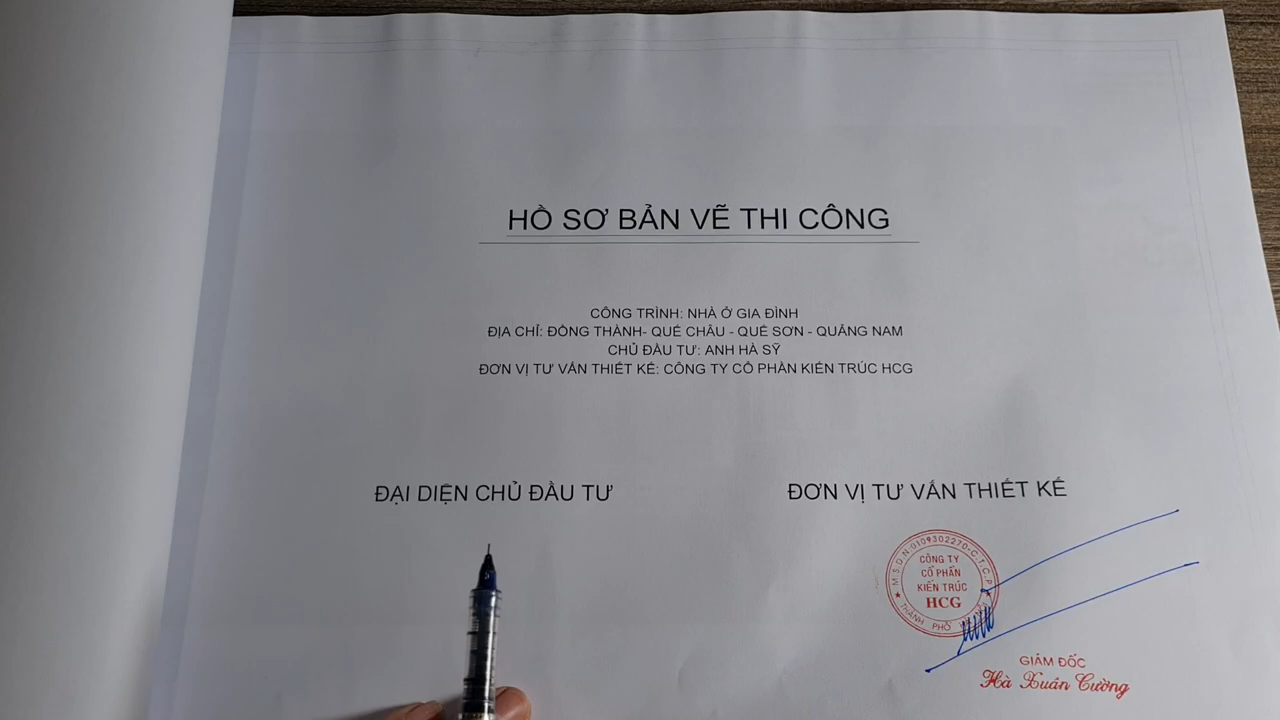 HỒ SƠ BẢN VẼ THI CÔNG
CÔNG TRÌNH: NHÀ Ở GIA ĐÌNH
ĐỊA CHỈ: ĐÔNG THÀNH- QUẾ CHÂU - QUẾ SƠN - QUẢNG NAM
CHỦ ĐẦU TƯ: ANH HÀ SỸ
ĐƠN VỊ TƯ VẤN THIẾT KẾ: CÔNG TY CỔ PHẦN KIẾN TRÚC HCG
ĐẠI DIỆN CHỦ ĐẦU TƯ
ĐƠN VỊ TƯ VẤN THIẾT KẾ
M.S.D.N:0109302270-C.T.C.P
CÔNG TY
CỔ PHẦN
KIẾN TRÚC
HCG
THÀNH PHỐ
GIÁM ĐỐC
Hà Xuân Cường